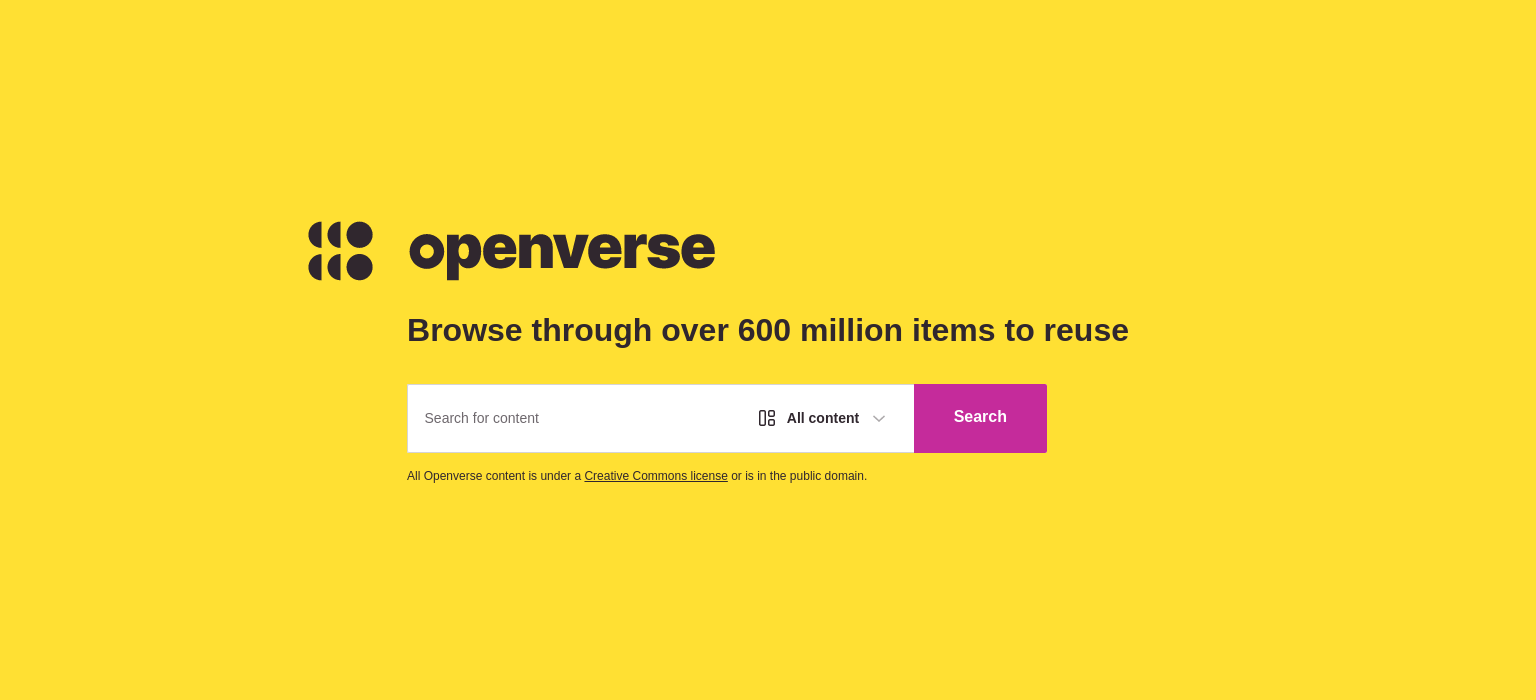 openverse
Browse through over 600 million items to reuse
Search for content
All content
Search
All Openverse content is under a Creative Commons license or is in the public domain.